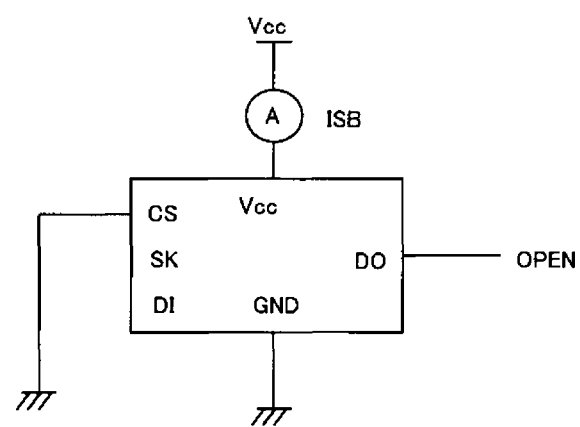 Vcc
A ISB
CS Vcc
SK DO OPEN
DI GND